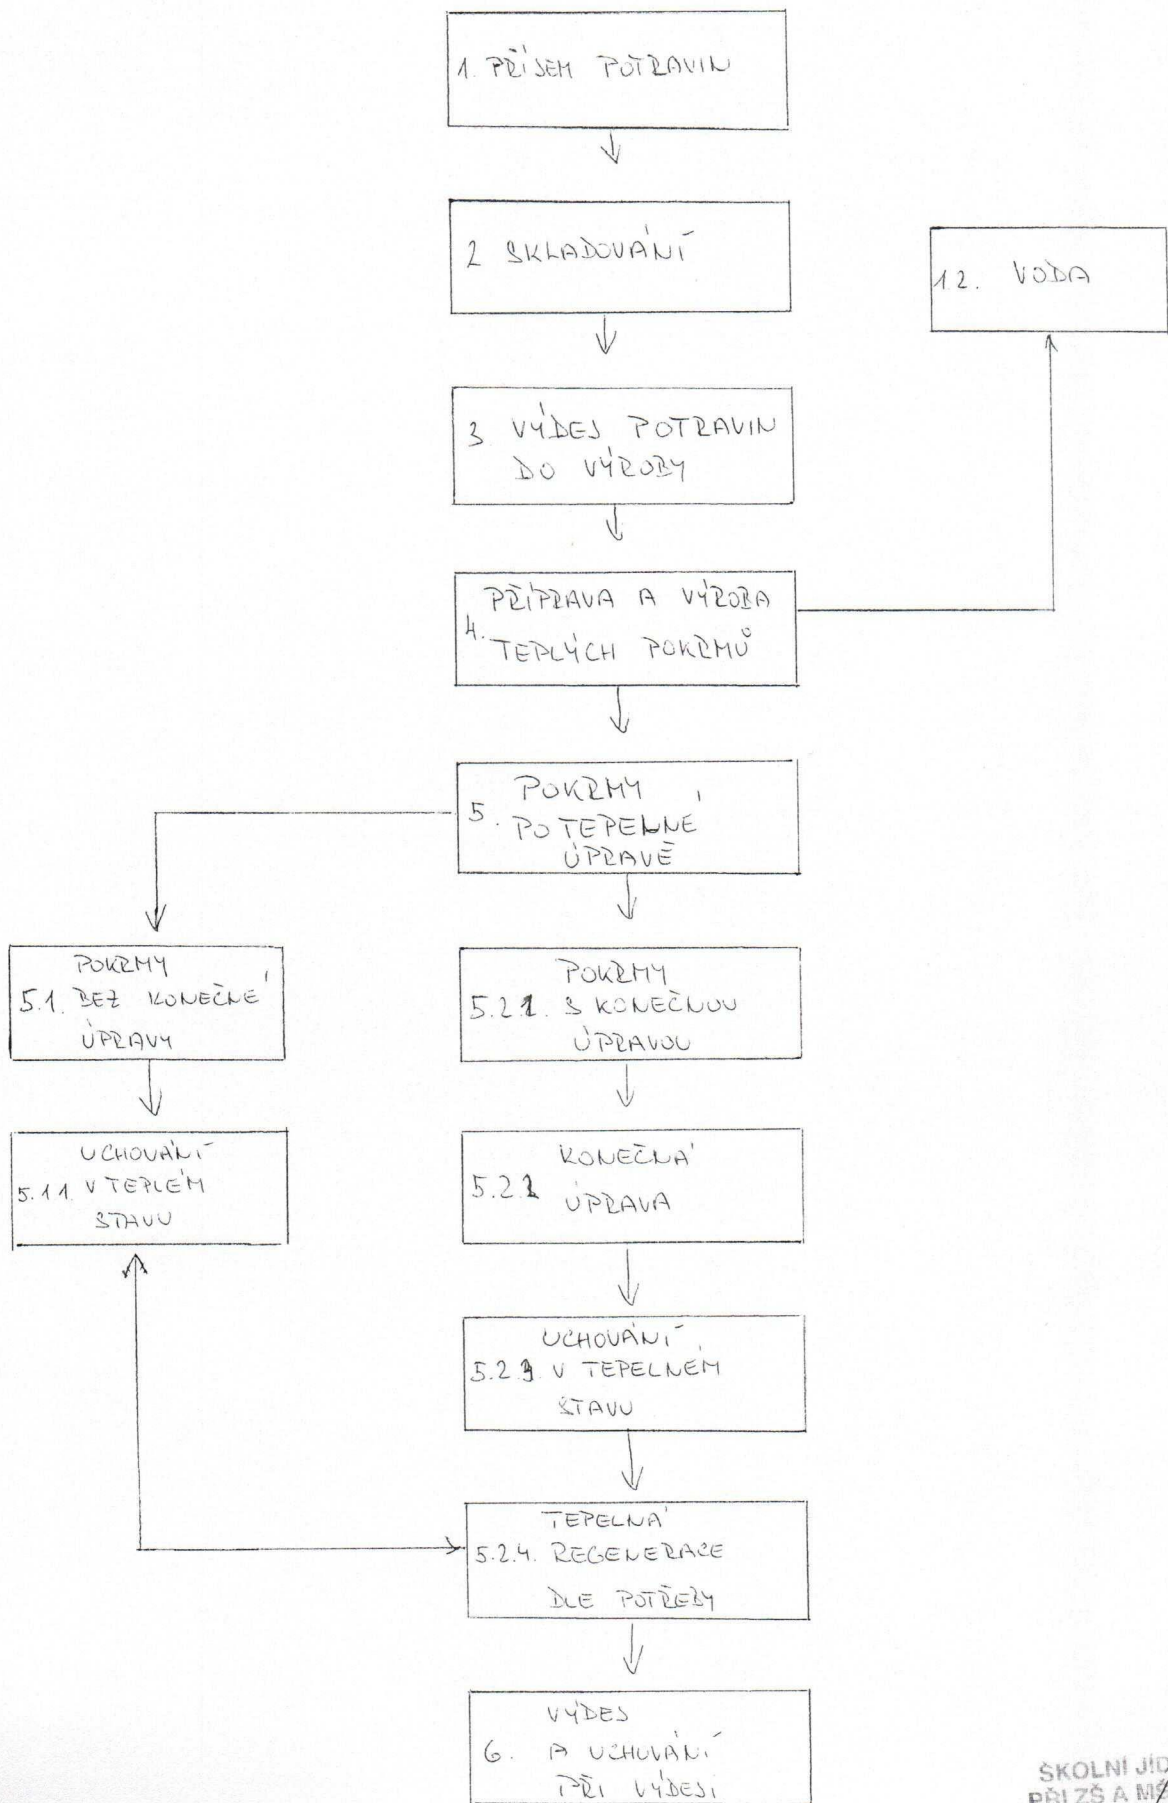 1. PŘÍJEM POTRAVIN
2 SKLADOVÁNÍ
1.2. VODA
3 VÝDEJ POTRAVIN
DO VÝROBY
PŘÍPRAVA A VÝROBA
4. TEPLÝCH POKRMŮ
POKRMY
5. PO TEPELNÉ
ÚPRAVĚ
POKRMY
5.1. BEZ KONEČNÉ
ÚPRAVY
POKRMY
5.2.1. S KONEČNOU
ÚPRAVOU
UCHOVÁNÍ
5.1.1. V TEPLÉM
STAVU
KONEČNÁ
5.2.2 ÚPRAVA
UCHOVÁNÍ
5.2.3. V TEPELNÉM
STAVU
TEPELNÁ
5.2.4. REGENERACE
DLE POTŘEBY
VÝDEJ
6. A UCHOVÁNÍ
PŘI VÝDEJI
ŠKOLNÍ JÍD
PŘI ZŠ A MŠ